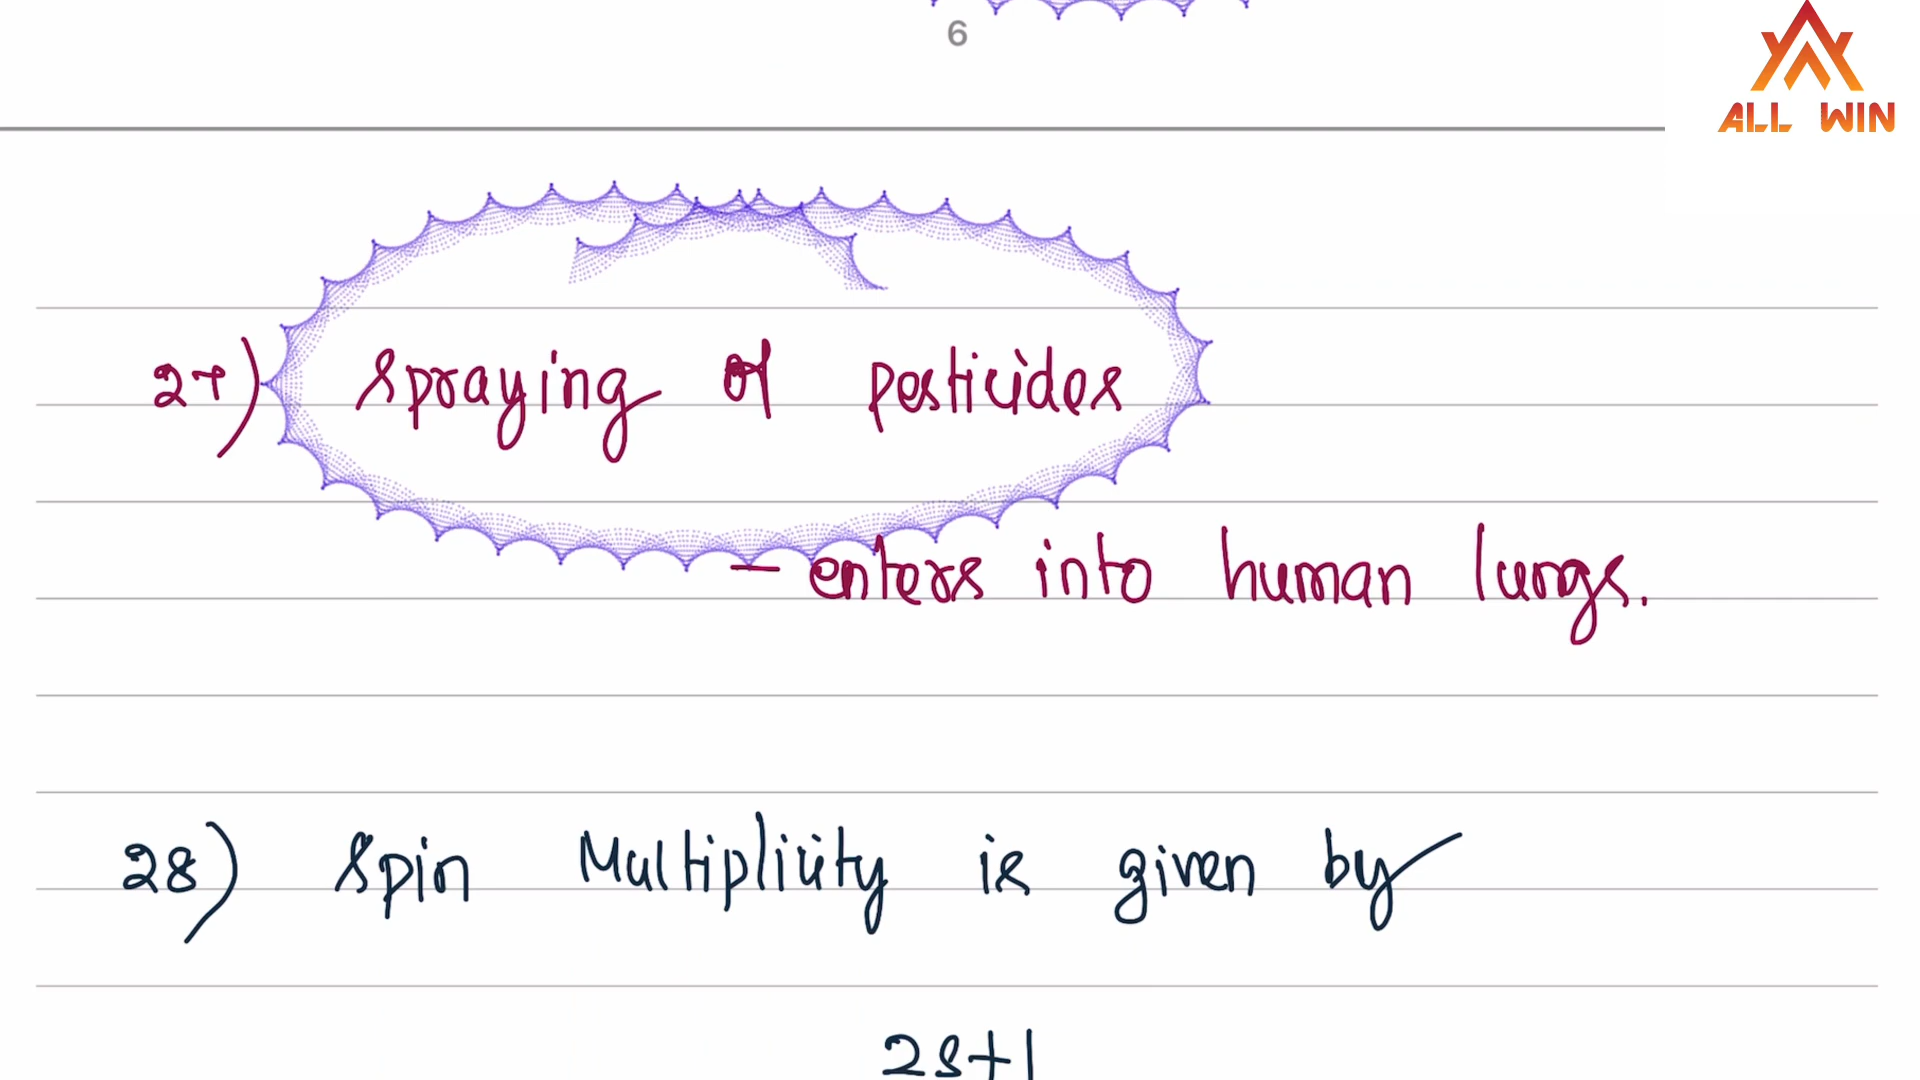 6
ALL WIN
27) Spraying of pesticides
- enters into human lungs.
28) Spin Multiplicity is given by
2s+1